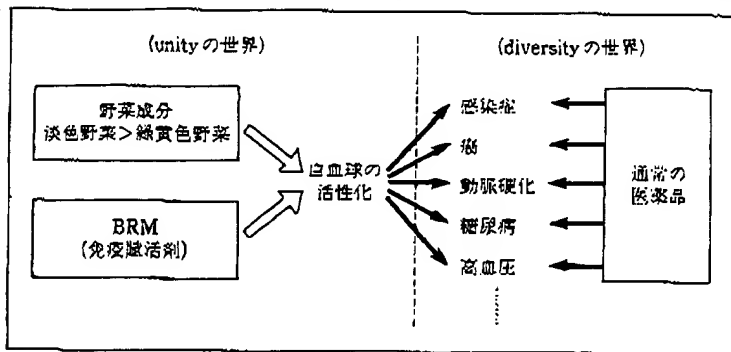 (unityの世界)
(diversityの世界)
野菜成分
淡色野菜>緑黄色野菜
BRM
(免疫賦活剤)
白血球の
活性化
感染症
癌
動脈硬化
糖尿病
高血圧
通常の
医薬品